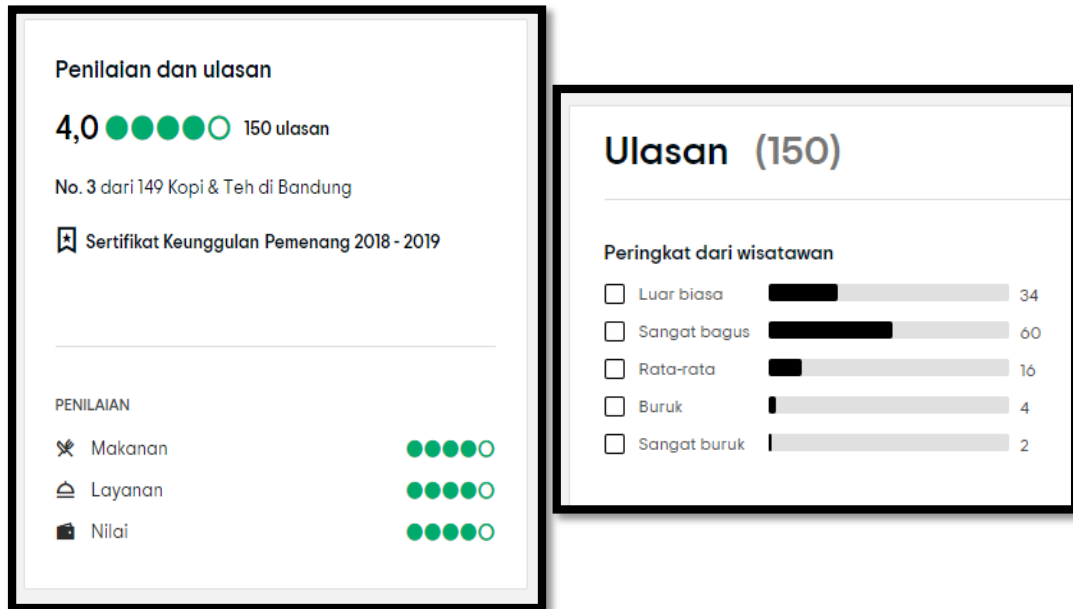 Penilaian dan ulasan
4,0 150 ulasan
No. 3 dari 149 Kopi & Teh di Bandung
Sertifikat Keunggulan Pemenang 2018 - 2019
PENILAIAN
Makanan
Layanan
Nilai
Ulasan (150)
Peringkat dari wisatawan
Luar biasa 34
Sangat bagus 60
Rata-rata 16
Buruk 4
Sangat buruk 2